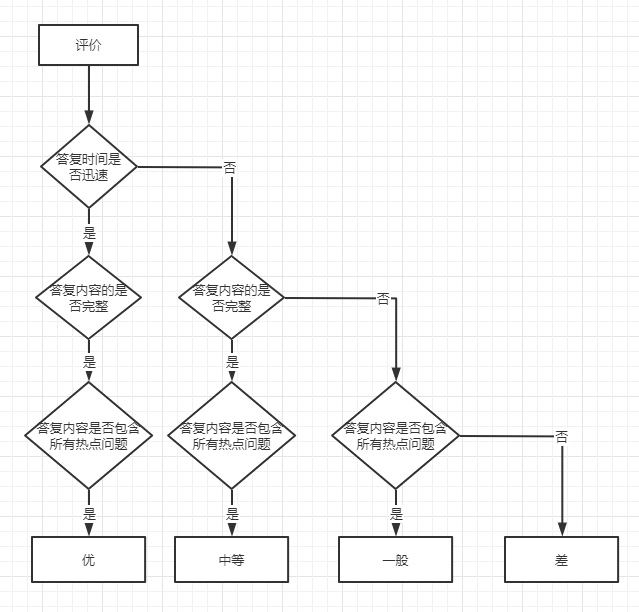 评价
答复时间是
否迅速
否
是
答复内容的是
否完整
答复内容的是
否完整
否
是
是
答复内容是否包含
所有热点问题
答复内容是否包含
所有热点问题
答复内容是否包含
所有热点问题
否
是
是
是
优
中等
一般
差